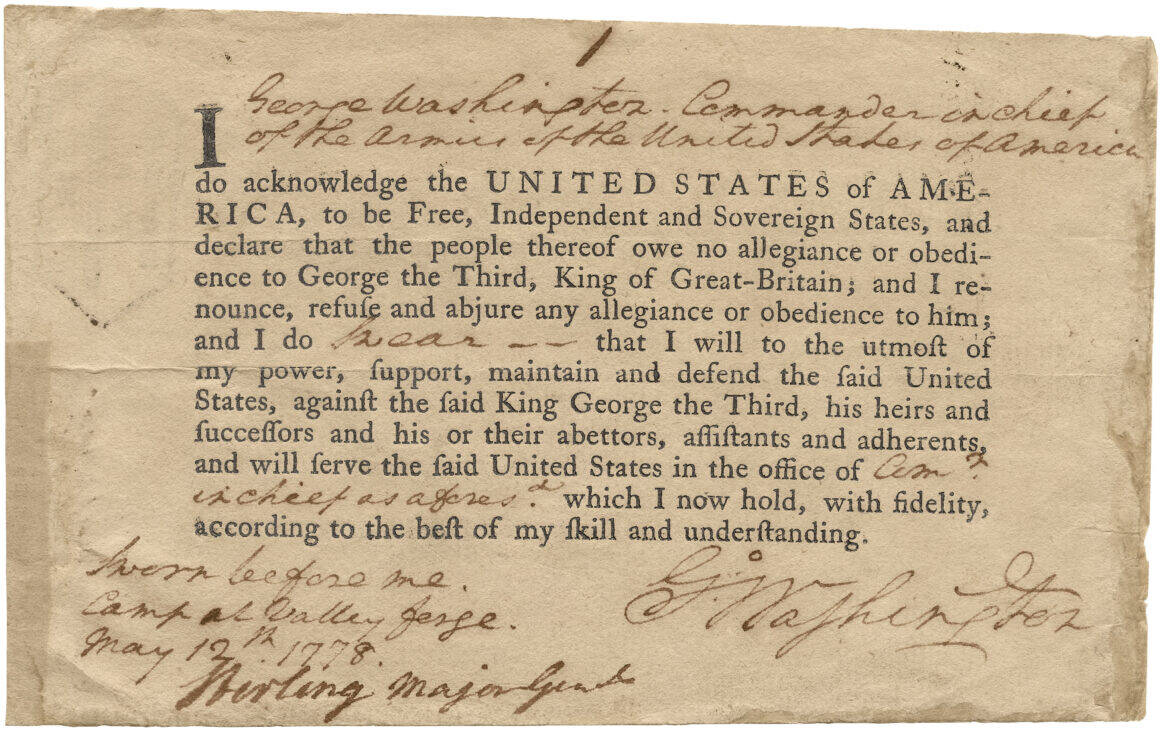 1
George Washington Commander in chief
of the Armies of the United States of America
I
do acknowledge the UNITED STATES of AME-
RICA, to be Free, Independent and Sovereign States, and
declare that the people thereof owe no allegiance or obedi-
ence to George the Third, King of Great-Britain; and I re-
nounce, refuſe and abjure any allegiance or obedience to him;
and I do Swear -- that I will to the utmoſt of
my power, ſupport, maintain and defend the ſaid United
States, againſt the ſaid King George the Third, his heirs and
ſucceſſors and his or their abettors, aſſiſtants and adherents,
and will ſerve the ſaid United States in the office of Comr.
in chief as aforesd. which I now hold, with fidelity,
according to the beſt of my ſkill and underſtanding.
Sworn before me.
Camp at Valley forge.
May 12th 1778.
Go: Washington
Stirling Major Genl